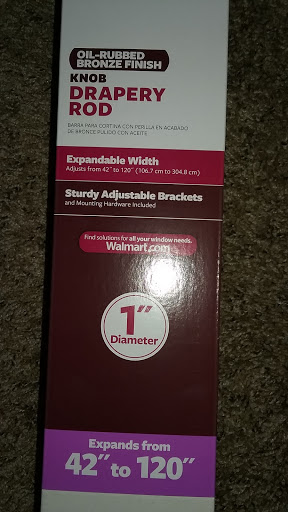 OIL-RUBBED
BRONZE FINISH
KNOB
DRAPERY
ROD
BARRA PARA CORTINA CON PERILLA EN ACABADO
DE BRONCE PULIDO CON ACEITE
Expandable Width
Adjusts from 42" to 120" (106.7 cm to 304.8 cm)
Sturdy Adjustable Brackets
and Mounting Hardware included
Find solutions for all your window needs.
Walmart.com
1"
Diameter
Expands from
42" to 120"